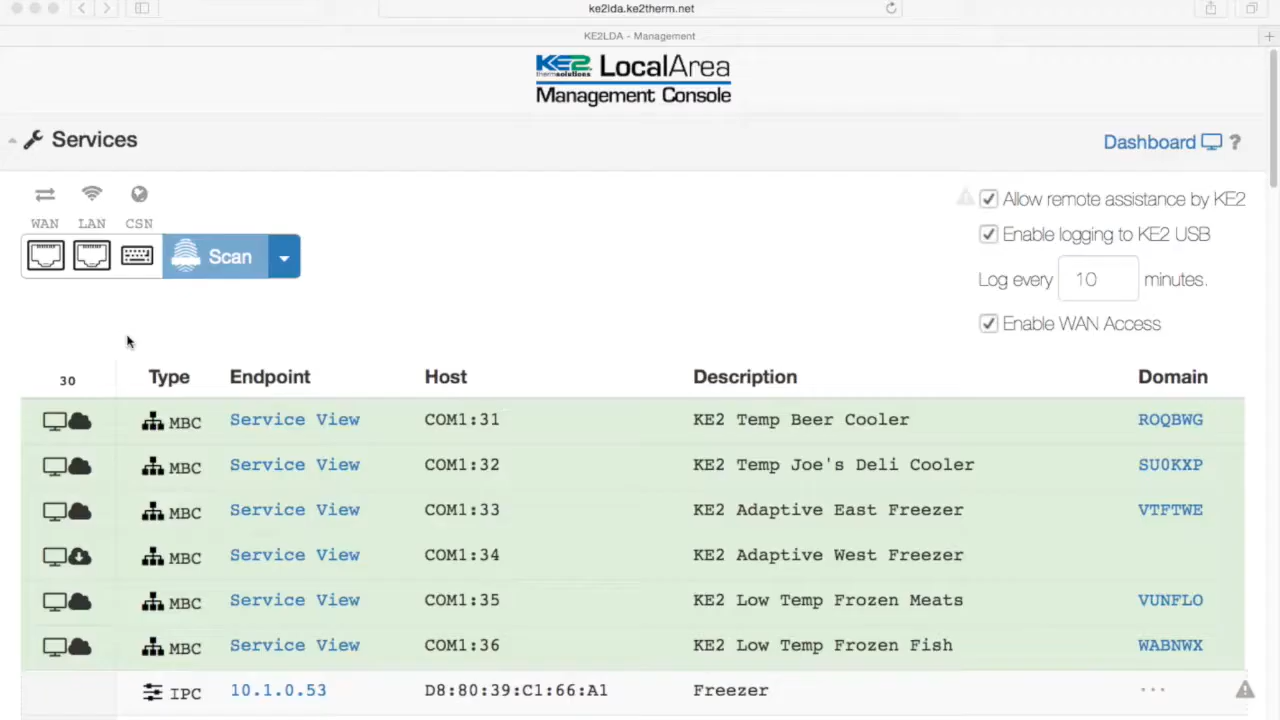 ke2lda.ke2therm.net
KE2LDA - Management
KE2 thermsolutions LocalArea
Management Console
Services
Dashboard ?
WAN LAN CSN
Scan
Allow remote assistance by KE2
Enable logging to KE2 USB
Log every 10 minutes.
Enable WAN Access
30 Type Endpoint Host Description Domain
MBC Service View COM1:31 KE2 Temp Beer Cooler ROQBWG
MBC Service View COM1:32 KE2 Temp Joe's Deli Cooler SU0KXP
MBC Service View COM1:33 KE2 Adaptive East Freezer VTFTWE
MBC Service View COM1:34 KE2 Adaptive West Freezer
MBC Service View COM1:35 KE2 Low Temp Frozen Meats VUNFLO
MBC Service View COM1:36 KE2 Low Temp Frozen Fish WABNWX
IPC 10.1.0.53 D8:80:39:C1:66:A1 Freezer ...